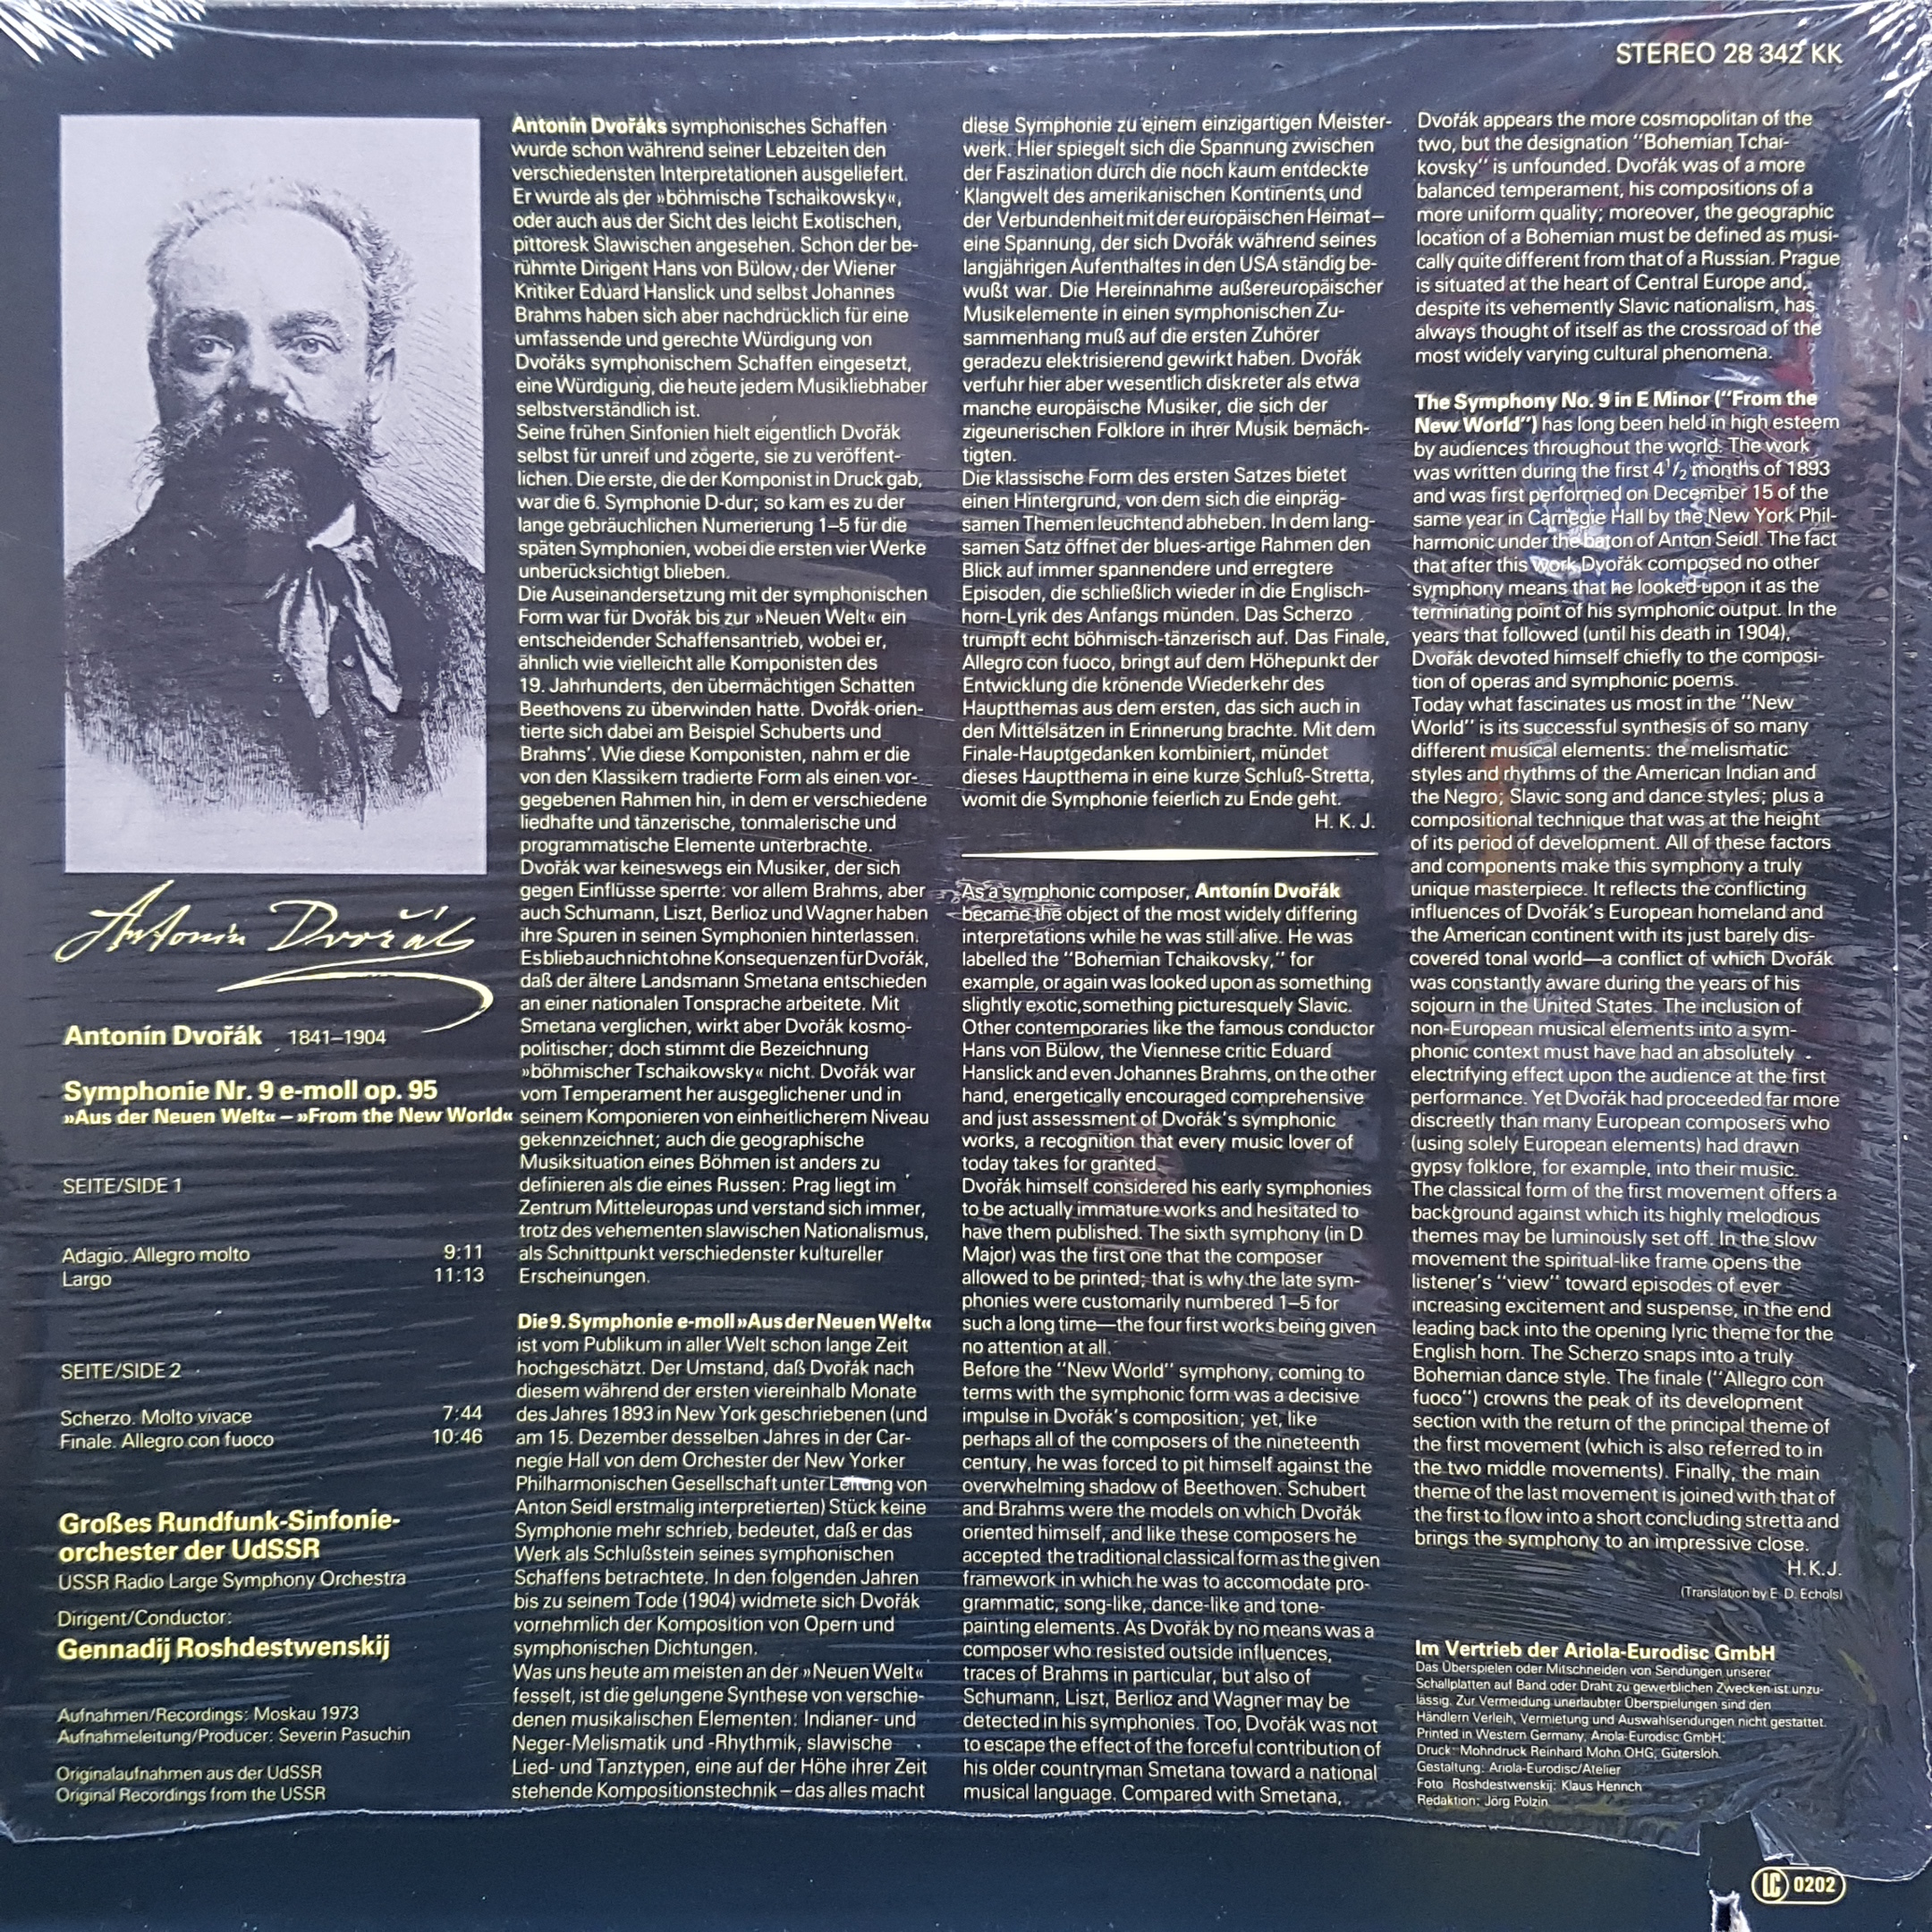 STEREO 28 342 KK
Antonín Dvořák
Antonín Dvořák 1841–1904
Symphonie Nr. 9 e-moll op. 95
»Aus der Neuen Welt« – »From the New World«
SEITE/SIDE 1
Adagio. Allegro molto 9:11
Largo 11:13
SEITE/SIDE 2
Scherzo. Molto vivace 7:44
Finale. Allegro con fuoco 10:46
Großes Rundfunk-Sinfonie-
orchester der UdSSR
USSR Radio Large Symphony Orchestra
Dirigent/Conductor:
Gennadij Roshdestwenskij
Aufnahmen/Recordings: Moskau 1973
Aufnahmeleitung/Producer: Severin Pasuchin
Originalaufnahmen aus der UdSSR
Original Recordings from the USSR
Antonín Dvořáks symphonisches Schaffen
wurde schon während seiner Lebzeiten den
verschiedensten Interpretationen ausgeliefert.
Er wurde als der »böhmische Tschaikowsky«,
oder auch aus der Sicht des leicht Exotischen,
pittoresk Slawischen angesehen. Schon der be-
rühmte Dirigent Hans von Bülow, der Wiener
Kritiker Eduard Hanslick und selbst Johannes
Brahms haben sich aber nachdrücklich für eine
umfassende und gerechte Würdigung von
Dvořáks symphonischem Schaffen eingesetzt,
eine Würdigung, die heute jedem Musikliebhaber
selbstverständlich ist.
Seine frühen Sinfonien hielt eigentlich Dvořák
selbst für unreif und zögerte, sie zu veröffent-
lichen. Die erste, die der Komponist in Druck gab,
war die 6. Symphonie D-dur; so kam es zu der
lange gebräuchlichen Numerierung 1–5 für die
späten Symphonien, wobei die ersten vier Werke
unberücksichtigt blieben.
Die Auseinandersetzung mit der symphonischen
Form war für Dvořák bis zur »Neuen Welt« ein
entscheidender Schaffensantrieb, wobei er,
ähnlich wie vielleicht alle Komponisten des
19. Jahrhunderts, den übermächtigen Schatten
Beethovens zu überwinden hatte. Dvořák orien-
tierte sich dabei am Beispiel Schuberts und
Brahms'. Wie diese Komponisten, nahm er die
von den Klassikern tradierte Form als einen vor-
gegebenen Rahmen hin, in dem er verschiedene
liedhafte und tänzerische, tonmalerische und
programmatische Elemente unterbrachte.
Dvořák war keineswegs ein Musiker, der sich
gegen Einflüsse sperrte: vor allem Brahms, aber
auch Schumann, Liszt, Berlioz und Wagner haben
ihre Spuren in seinen Symphonien hinterlassen.
Es blieb auch nicht ohne Konsequenzen für Dvořák,
daß der ältere Landsmann Smetana entschieden
an einer nationalen Tonsprache arbeitete. Mit
Smetana verglichen, wirkt aber Dvořák kosmo-
politischer; doch stimmt die Bezeichnung
»böhmischer Tschaikowsky« nicht. Dvořák war
vom Temperament her ausgeglichener und in
seinem Komponieren von einheitlicherem Niveau
gekennzeichnet; auch die geographische
Musiksituation eines Böhmen ist anders zu
definieren als die eines Russen: Prag liegt im
Zentrum Mitteleuropas und verstand sich immer,
trotz des vehementen slawischen Nationalismus,
als Schnittpunkt verschiedenster kultureller
Erscheinungen.
Die 9. Symphonie e-moll »Aus der Neuen Welt«
ist vom Publikum in aller Welt schon lange Zeit
hochgeschätzt. Der Umstand, daß Dvořák nach
diesem während der ersten viereinhalb Monate
des Jahres 1893 in New York geschriebenen (und
am 15. Dezember desselben Jahres in der Car-
negie Hall von dem Orchester der New Yorker
Philharmonischen Gesellschaft unter Leitung von
Anton Seidl erstmalig interpretierten) Stück keine
Symphonie mehr schrieb, bedeutet, daß er das
Werk als Schlußstein seines symphonischen
Schaffens betrachtete. In den folgenden Jahren
bis zu seinem Tode (1904) widmete sich Dvořák
vornehmlich der Komposition von Opern und
symphonischen Dichtungen.
Was uns heute am meisten an der »Neuen Welt«
fesselt, ist die gelungene Synthese von verschie-
denen musikalischen Elementen: Indianer- und
Neger-Melismatik und -Rhythmik, slawische
Lied- und Tanztypen, eine auf der Höhe ihrer Zeit
stehende Kompositionstechnik – das alles macht
diese Symphonie zu einem einzigartigen Meister-
werk. Hier spiegelt sich die Spannung zwischen
der Faszination durch die noch kaum entdeckte
Klangwelt des amerikanischen Kontinents und
der Verbundenheit mit der europäischen Heimat –
eine Spannung, der sich Dvořák während seines
langjährigen Aufenthaltes in den USA ständig be-
wußt war. Die Hereinnahme außereuropäischer
Musikelemente in einen symphonischen Zu-
sammenhang muß auf die ersten Zuhörer
geradezu elektrisierend gewirkt haben. Dvořák
verfuhr hier aber wesentlich diskreter als etwa
manche europäische Musiker, die sich der
zigeunerischen Folklore in ihrer Musik bemäch-
tigten.
Die klassische Form des ersten Satzes bietet
einen Hintergrund, von dem sich die einpräg-
samen Themen leuchtend abheben. In dem lang-
samen Satz öffnet der blues-artige Rahmen den
Blick auf immer spannendere und erregtere
Episoden, die schließlich wieder in die Englisch-
horn-Lyrik des Anfangs münden. Das Scherzo
trumpft echt böhmisch-tänzerisch auf. Das Finale,
Allegro con fuoco, bringt auf dem Höhepunkt der
Entwicklung die krönende Wiederkehr des
Hauptthemas aus dem ersten, das sich auch in
den Mittelsätzen in Erinnerung brachte. Mit dem
Finale-Hauptgedanken kombiniert, mündet
dieses Hauptthema in eine kurze Schluß-Stretta,
womit die Symphonie feierlich zu Ende geht.
H. K. J.
As a symphonic composer, Antonín Dvořák
became the object of the most widely differing
interpretations while he was still alive. He was
labelled the "Bohemian Tchaikovsky," for
example, or again was looked upon as something
slightly exotic, something picturesquely Slavic.
Other contemporaries like the famous conductor
Hans von Bülow, the Viennese critic Eduard
Hanslick and even Johannes Brahms, on the other
hand, energetically encouraged comprehensive
and just assessment of Dvořák's symphonic
works, a recognition that every music lover of
today takes for granted.
Dvořák himself considered his early symphonies
to be actually immature works and hesitated to
have them published. The sixth symphony (in D
Major) was the first one that the composer
allowed to be printed; that is why the late sym-
phonies were customarily numbered 1–5 for
such a long time—the four first works being given
no attention at all.
Before the "New World" symphony, coming to
terms with the symphonic form was a decisive
impulse in Dvořák's composition; yet, like
perhaps all of the composers of the nineteenth
century, he was forced to pit himself against the
overwhelming shadow of Beethoven. Schubert
and Brahms were the models on which Dvořák
oriented himself, and like these composers he
accepted the traditional classical form as the given
framework in which he was to accomodate pro-
grammatic, song-like, dance-like and tone-
painting elements. As Dvořák by no means was a
composer who resisted outside influences,
traces of Brahms in particular, but also of
Schumann, Liszt, Berlioz and Wagner may be
detected in his symphonies. Too, Dvořák was not
to escape the effect of the forceful contribution of
his older countryman Smetana toward a national
musical language. Compared with Smetana,
Dvořák appears the more cosmopolitan of the
two, but the designation "Bohemian Tchai-
kovsky" is unfounded. Dvořák was of a more
balanced temperament, his compositions of a
more uniform quality; moreover, the geographic
location of a Bohemian must be defined as musi-
cally quite different from that of a Russian. Prague
is situated at the heart of Central Europe and,
despite its vehemently Slavic nationalism, has
always thought of itself as the crossroad of the
most widely varying cultural phenomena.
The Symphony No. 9 in E Minor ("From the
New World") has long been held in high esteem
by audiences throughout the world. The work
was written during the first 4 1/2 months of 1893
and was first performed on December 15 of the
same year in Carnegie Hall by the New York Phil-
harmonic under the baton of Anton Seidl. The fact
that after this work Dvořák composed no other
symphony means that he looked upon it as the
terminating point of his symphonic output. In the
years that followed (until his death in 1904),
Dvořák devoted himself chiefly to the composi-
tion of operas and symphonic poems.
Today what fascinates us most in the "New
World" is its successful synthesis of so many
different musical elements: the melismatic
styles and rhythms of the American Indian and
the Negro; Slavic song and dance styles; plus a
compositional technique that was at the height
of its period of development. All of these factors
and components make this symphony a truly
unique masterpiece. It reflects the conflicting
influences of Dvořák's European homeland and
the American continent with its just barely dis-
covered tonal world—a conflict of which Dvořák
was constantly aware during the years of his
sojourn in the United States. The inclusion of
non-European musical elements into a sym-
phonic context must have had an absolutely
electrifying effect upon the audience at the first
performance. Yet Dvořák had proceeded far more
discreetly than many European composers who
(using solely European elements) had drawn
gypsy folklore, for example, into their music.
The classical form of the first movement offers a
background against which its highly melodious
themes may be luminously set off. In the slow
movement the spiritual-like frame opens the
listener's "view" toward episodes of ever
increasing excitement and suspense, in the end
leading back into the opening lyric theme for the
English horn. The Scherzo snaps into a truly
Bohemian dance style. The finale ("Allegro con
fuoco") crowns the peak of its development
section with the return of the principal theme of
the first movement (which is also referred to in
the two middle movements). Finally, the main
theme of the last movement is joined with that of
the first to flow into a short concluding stretta and
brings the symphony to an impressive close.
H.K.J.
(Translation by E. D. Echols)
Im Vertrieb der Ariola-Eurodisc GmbH
Das Überspielen oder Mitschneiden von Sendungen unserer
Schallplatten auf Band oder Draht zu gewerblichen Zwecken ist unzu-
lässig. Zur Vermeidung unerlaubter Überspielungen sind den
Händlern Verleih, Vermietung und Auswahlsendungen nicht gestattet.
Printed in Western Germany, Ariola-Eurodisc GmbH;
Druck: Mohndruck Reinhard Mohn OHG, Gütersloh.
Gestaltung: Ariola-Eurodisc/Atelier
Foto Roshdestwenskij: Klaus Hennch
Redaktion: Jörg Polzin
LC 0202